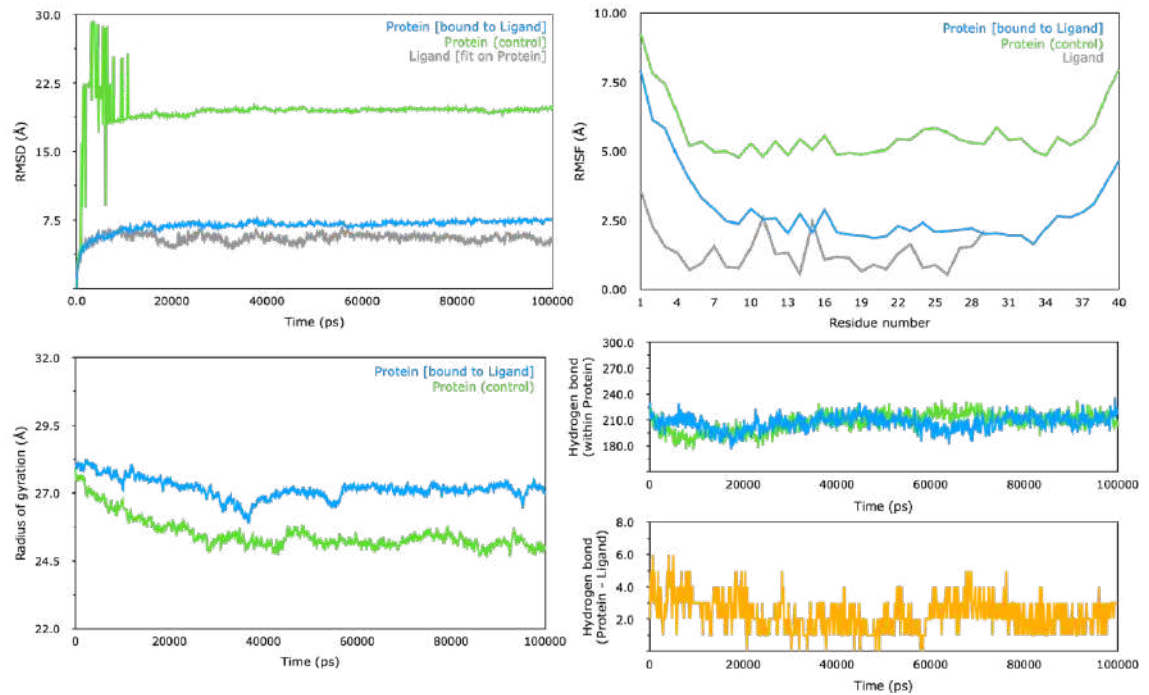 30.0
22.5
15.0
7.5
RMSD (Å)
Protein [bound to Ligand]
Protein (control)
Ligand [fit on Protein]
0.0 20000 40000 60000 80000 100000
Time (ps)
10.00
7.50
5.00
2.50
0.00
RMSF (Å)
Protein [bound to Ligand]
Protein (control)
Ligand
1 4 7 10 13 16 19 22 25 28 31 34 37 40
Residue number
32.0
29.5
27.0
24.5
22.0
Radius of gyration (Å)
Protein [bound to Ligand]
Protein (control)
0 20000 40000 60000 80000 100000
Time (ps)
300.0
270.0
240.0
210.0
180.0
Hydrogen bond
(within Protein)
0 20000 40000 60000 80000 100000
Time (ps)
8.0
6.0
4.0
2.0
Hydrogen bond
(Protein - Ligand)
0 20000 40000 60000 80000 100000
Time (ps)